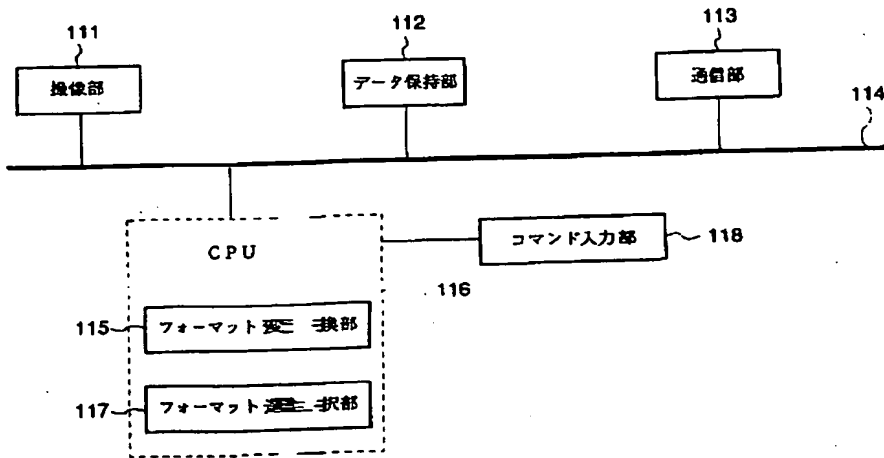 111
112
113
撮像部
データ保持部
通信部
114
CPU
コマンド入力部
118
116
115
フォーマット変換部
117
フォーマット選択部